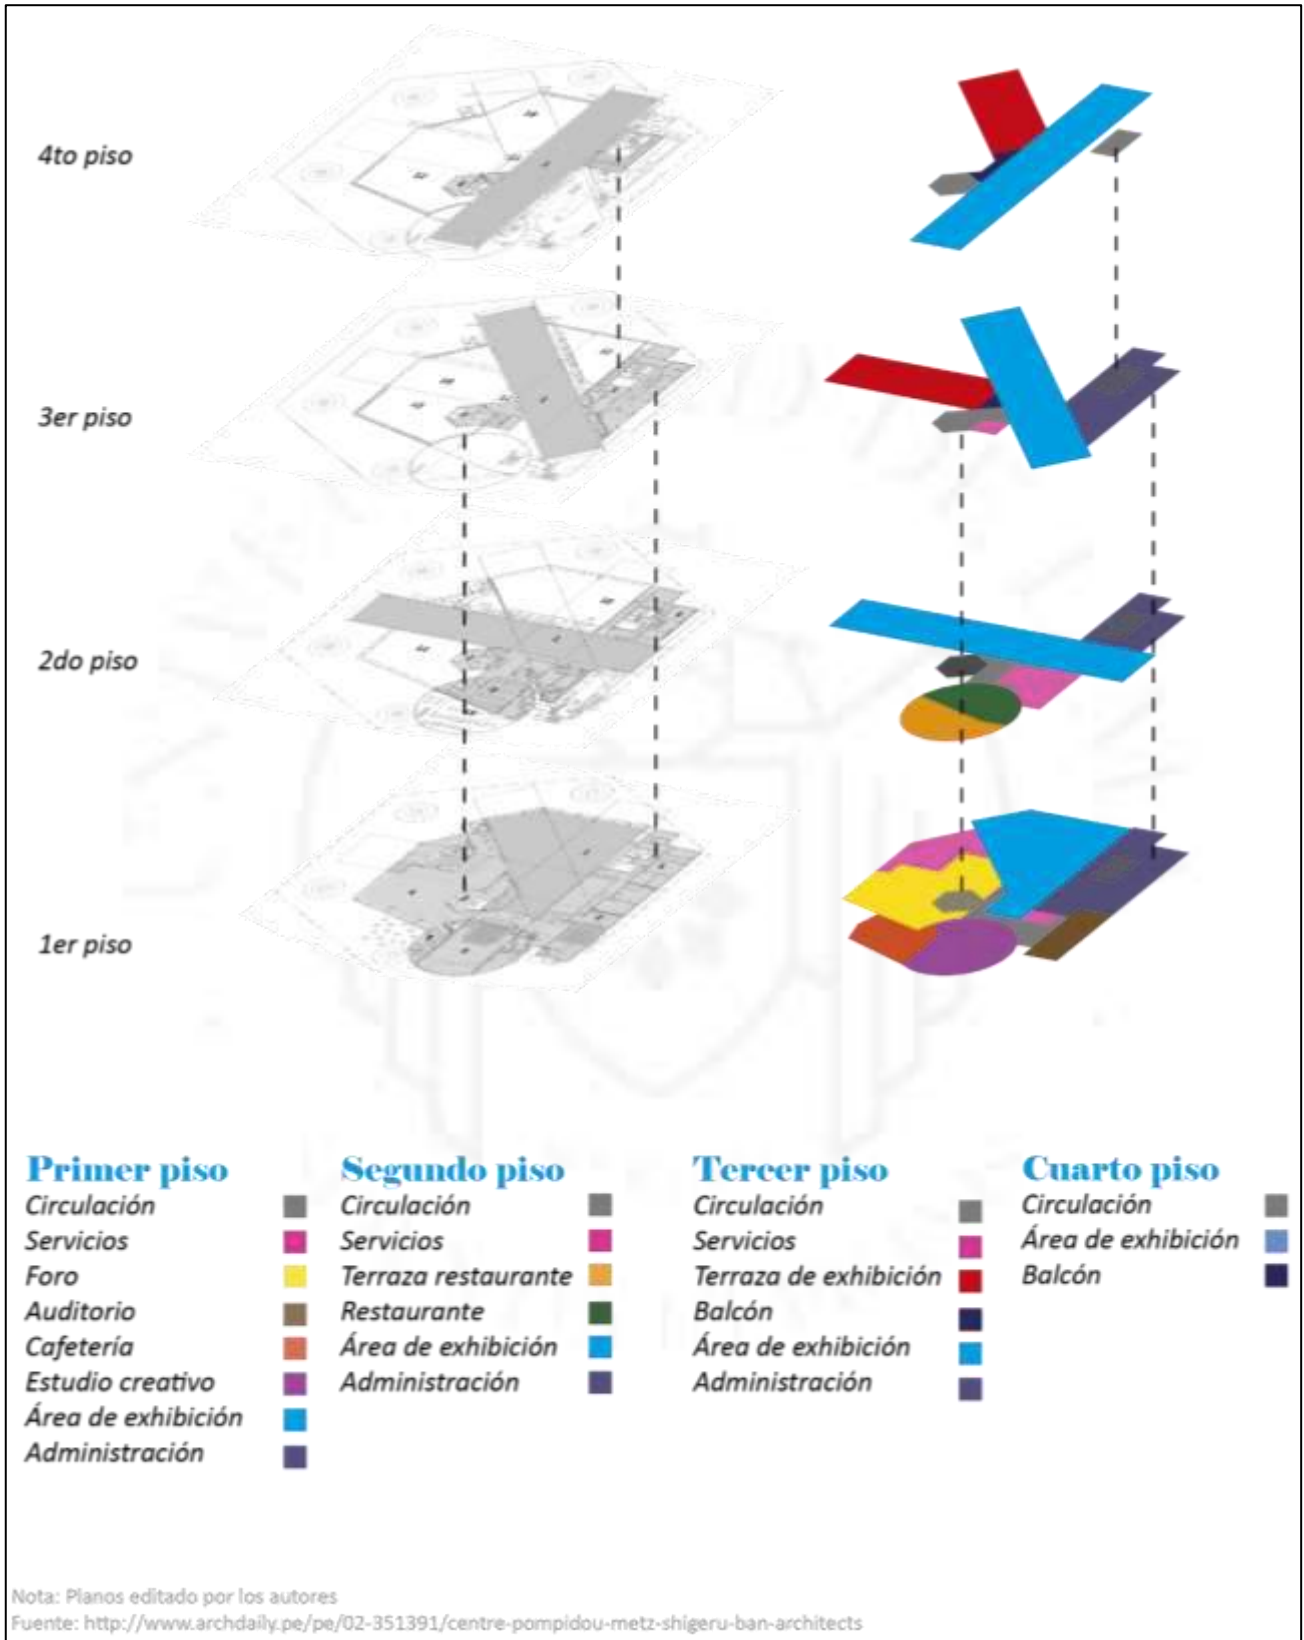 4to piso
3er piso
2do piso
1er piso
Primer piso
Circulación
Servicios
Foro
Auditorio
Cafetería
Estudio creativo
Área de exhibición
Administración
Segundo piso
Circulación
Servicios
Terraza restaurante
Restaurante
Área de exhibición
Administración
Tercer piso
Circulación
Servicios
Terraza de exhibición
Balcón
Área de exhibición
Administración
Cuarto piso
Circulación
Área de exhibición
Balcón
Nota: Planos editado por los autores
Fuente: http://www.archdaily.pe/pe/02-351391/centre-pompidou-metz-shigeru-ban-architects